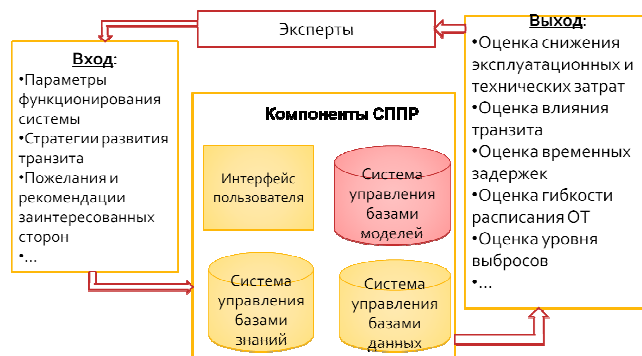 Эксперты
Вход:
•Параметры
функционирования
системы
•Стратегии развития
транзита
•Пожелания и
рекомендации
заинтересованных
сторон
•...
Компоненты СППР
Интерфейс
пользователя
Система
управления
базами
моделей
Система
управления
базами
знаний
Система
управления
базами
данных
Выход:
•Оценка снижения
эксплуатационных и
технических затрат
•Оценка влияния
транзита
•Оценка временных
задержек
•Оценка гибкости
расписания ОТ
•Оценка уровня
выбросов
•...